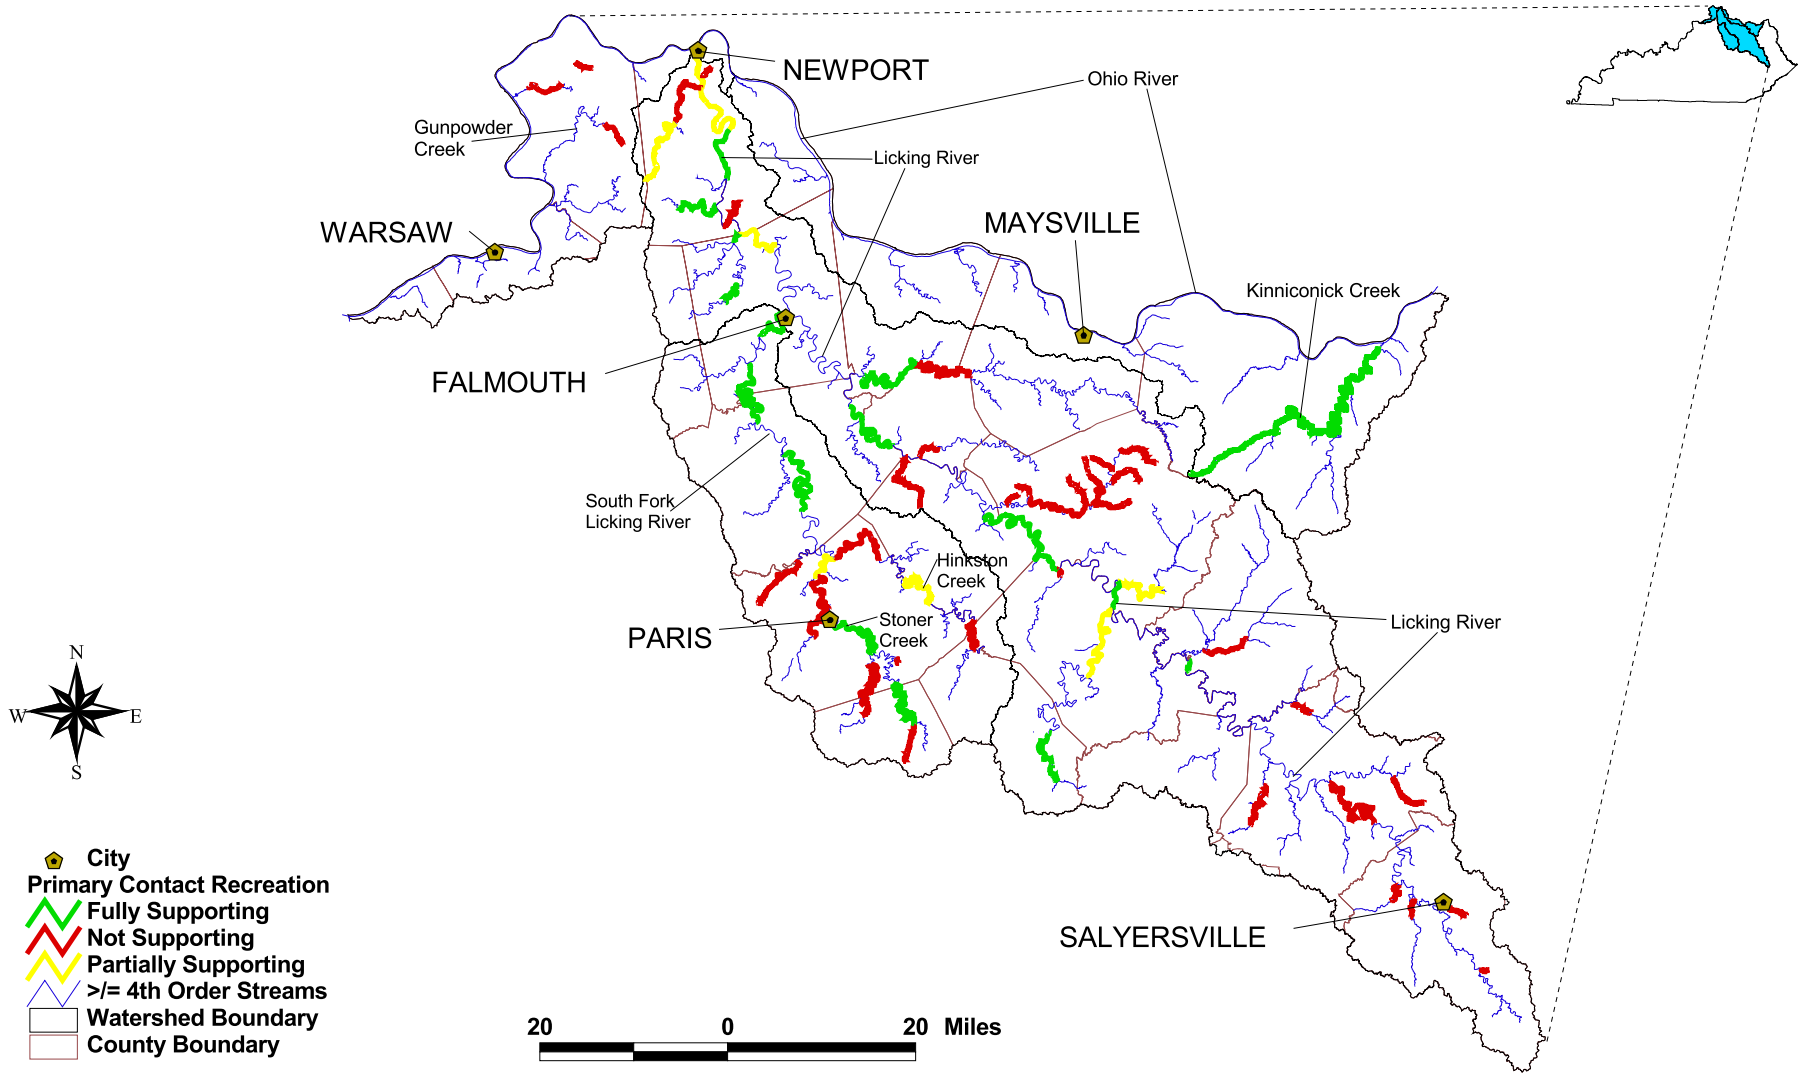 NEWPORT
Ohio River
Gunpowder
Creek
Licking River
WARSAW
MAYSVILLE
Kinniconick Creek
FALMOUTH
South Fork
Licking River
Hinkston
Creek
Stoner
Creek
PARIS
Licking River
N
W
E
S
SALYERSVILLE
City
Primary Contact Recreation
Fully Supporting
Not Supporting
Partially Supporting
>/= 4th Order Streams
Watershed Boundary
County Boundary
20 0 20 Miles